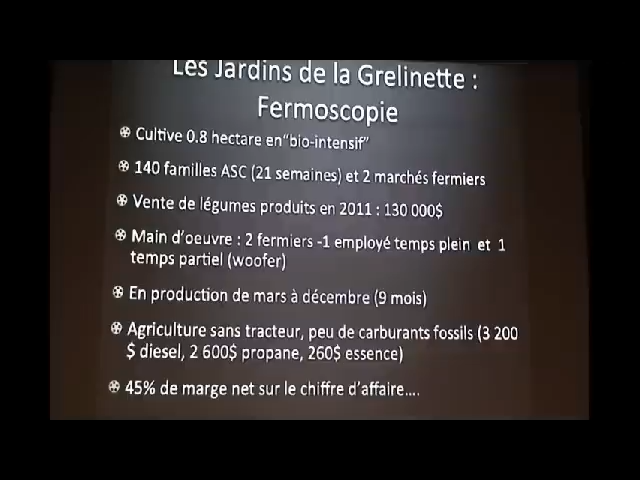 Les Jardins de la Grelinette :
Fermoscopie
Cultive 0.8 hectare en "bio-intensif"
140 familles ASC (21 semaines) et 2 marchés fermiers
Vente de légumes produits en 2011 : 130 000$
Main d'oeuvre : 2 fermiers -1 employé temps plein et 1
temps partiel (woofer)
En production de mars à décembre (9 mois)
Agriculture sans tracteur, peu de carburants fossils (3 200
$ diesel, 2 600$ propane, 260$ essence)
45% de marge net sur le chiffre d'affaire....